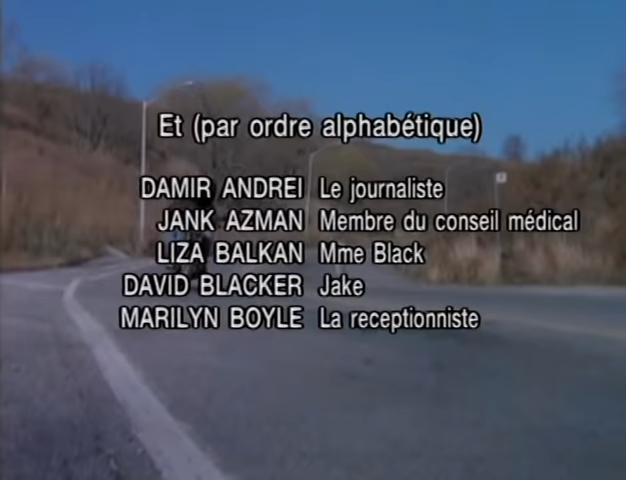 Et (par ordre alphabétique)
DAMIR ANDREI Le journaliste
JANK AZMAN Membre du conseil médical
LIZA BALKAN Mme Black
DAVID BLACKER Jake
MARILYN BOYLE La receptionniste